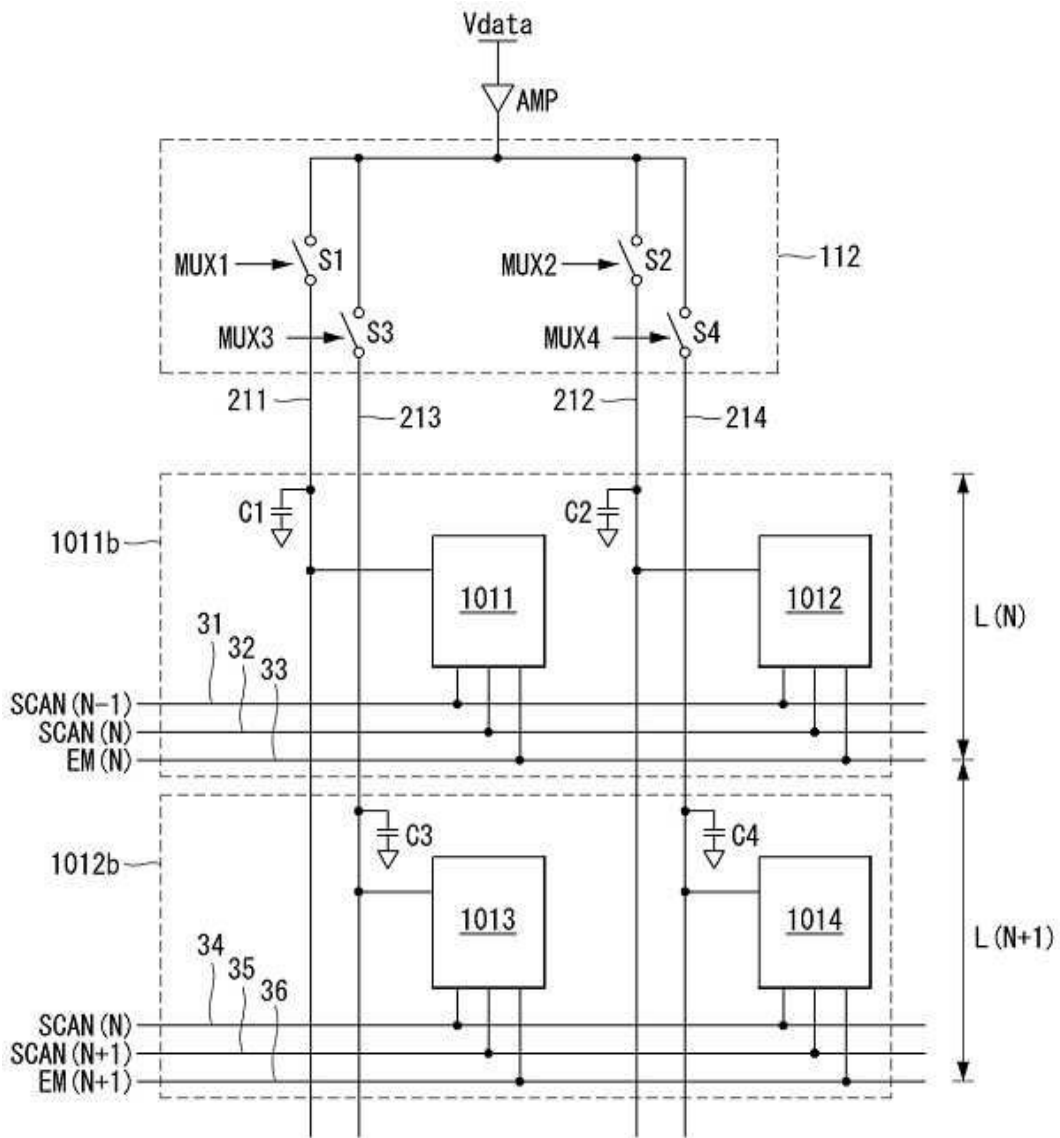 Vdata
AMP
MUX1
S1
MUX2
S2
112
MUX3
S3
MUX4
S4
211
213
212
214
C1
C2
1011b
1011
1012
L(N)
31
32
33
SCAN(N-1)
SCAN(N)
EM(N)
C3
C4
1012b
1013
1014
L(N+1)
34
35
36
SCAN(N)
SCAN(N+1)
EM(N+1)